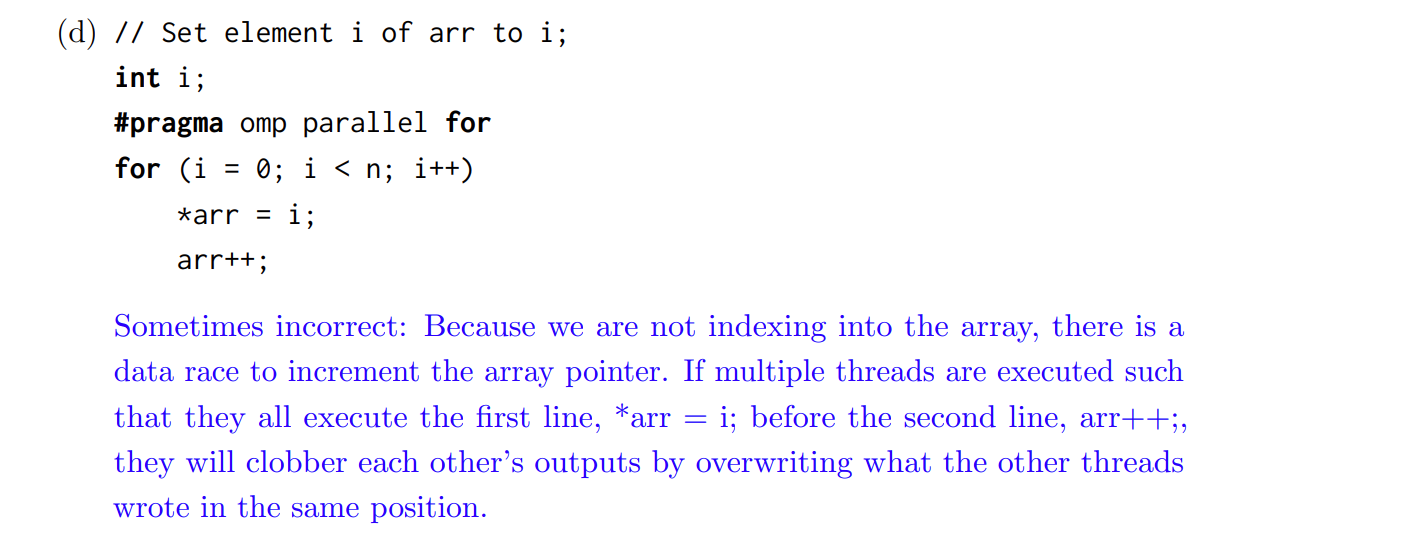 (d) // Set element i of arr to i;
int i;
#pragma omp parallel for
for (i = 0; i < n; i++)
*arr = i;
arr++;
Sometimes incorrect: Because we are not indexing into the array, there is a
data race to increment the array pointer. If multiple threads are executed such
that they all execute the first line, *arr = i; before the second line, arr++;,
they will clobber each other's outputs by overwriting what the other threads
wrote in the same position.